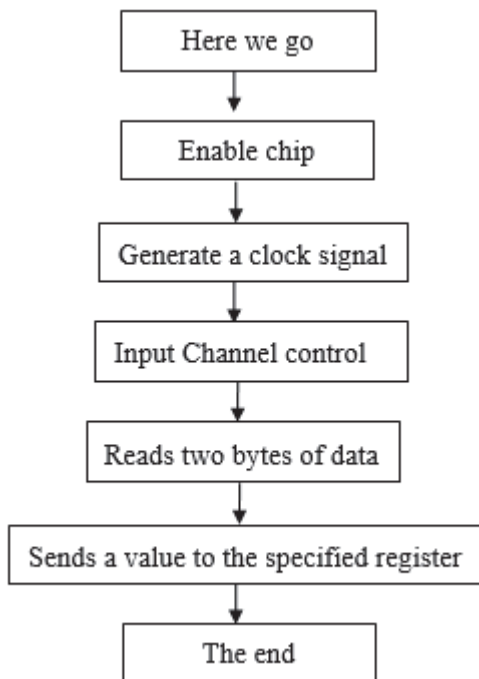 Here we go
Enable chip
Generate a clock signal
Input Channel control
Reads two bytes of data
Sends a value to the specified register
The end